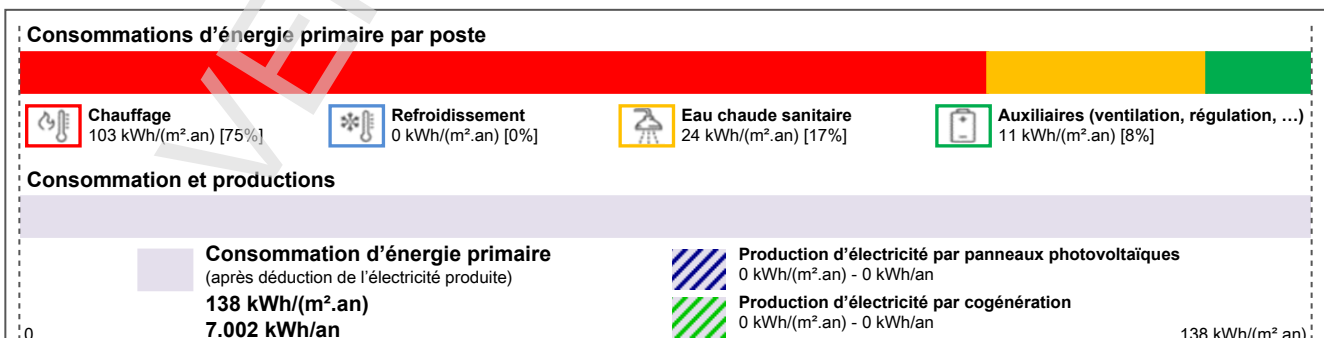 Consommations d'énergie primaire par poste
Chauffage
103 kWh/(m².an) [75%]
Refroidissement
0 kWh/(m².an) [0%]
Eau chaude sanitaire
24 kWh/(m².an) [17%]
Auxiliaires (ventilation, régulation, …)
11 kWh/(m².an) [8%]
Consommation et productions
Consommation d'énergie primaire
(après déduction de l'électricité produite)
138 kWh/(m².an)
7.002 kWh/an
Production d'électricité par panneaux photovoltaïques
0 kWh/(m².an) - 0 kWh/an
Production d'électricité par cogénération
0 kWh/(m².an) - 0 kWh/an
0
138 kWh/(m².an)